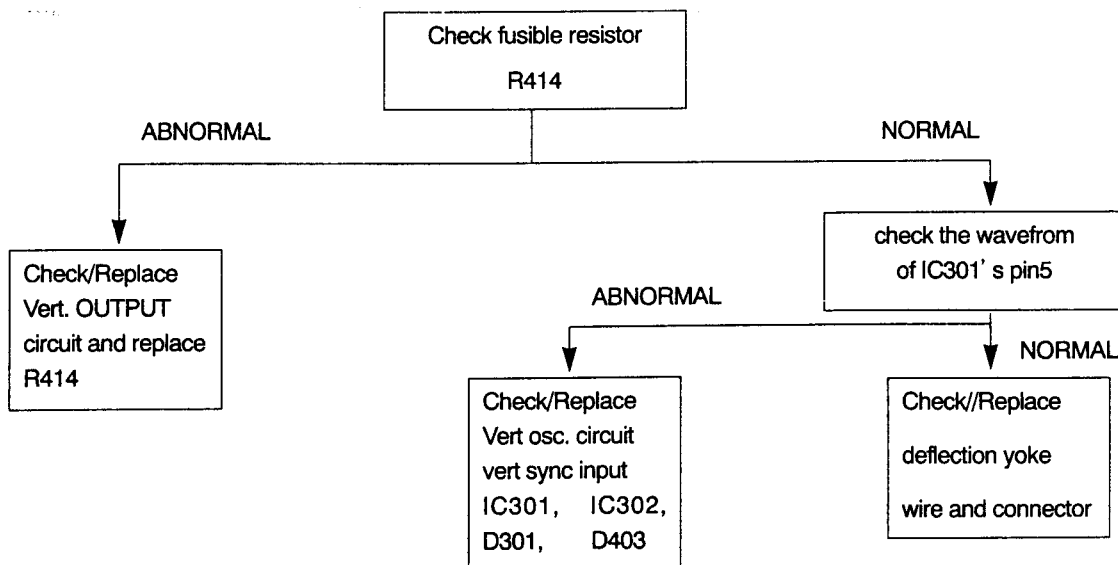 Check fusible resistor
R414
ABNORMAL
NORMAL
Check/Replace
Vert. OUTPUT
circuit and replace
R414
check the wavefrom
of IC301' s pin5
ABNORMAL
NORMAL
Check/Replace
Vert osc. circuit
vert sync input
IC301, IC302,
D301, D403
Check//Replace
deflection yoke
wire and connector